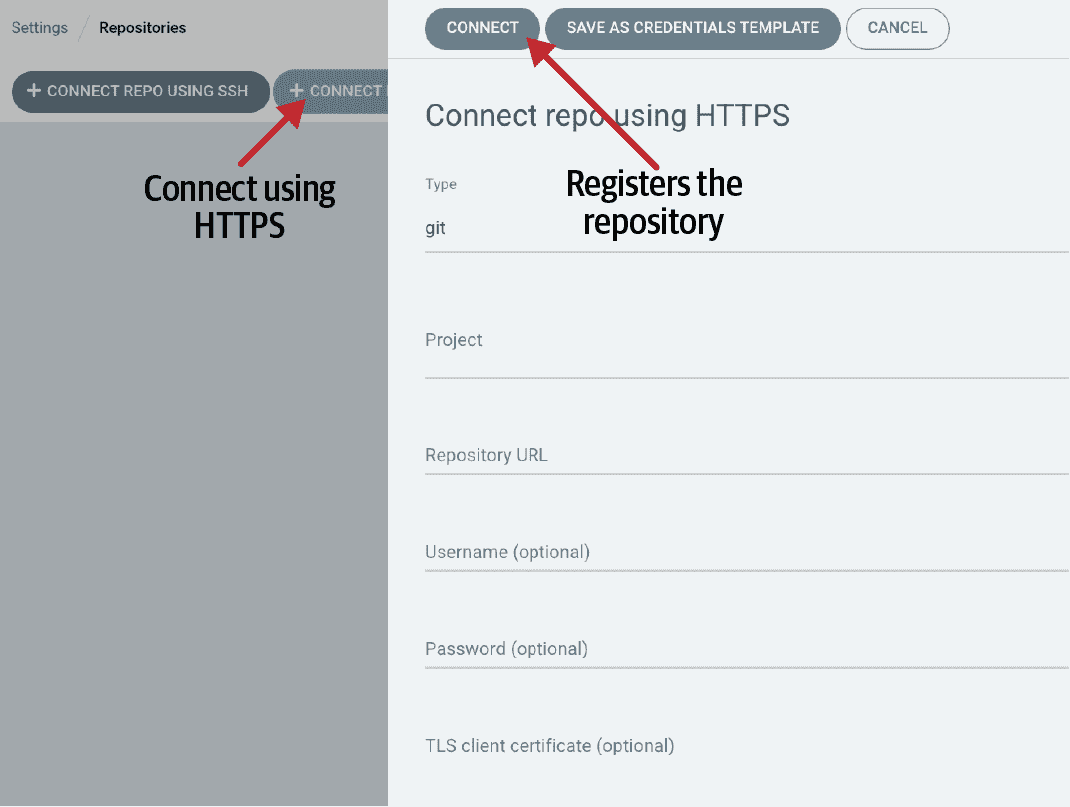 Settings / Repositories
+ CONNECT REPO USING SSH
+ CONNECT
Connect using
HTTPS
CONNECT
SAVE AS CREDENTIALS TEMPLATE
CANCEL
Connect repo using HTTPS
Registers the
repository
Type
git
Project
Repository URL
Username (optional)
Password (optional)
TLS client certificate (optional)